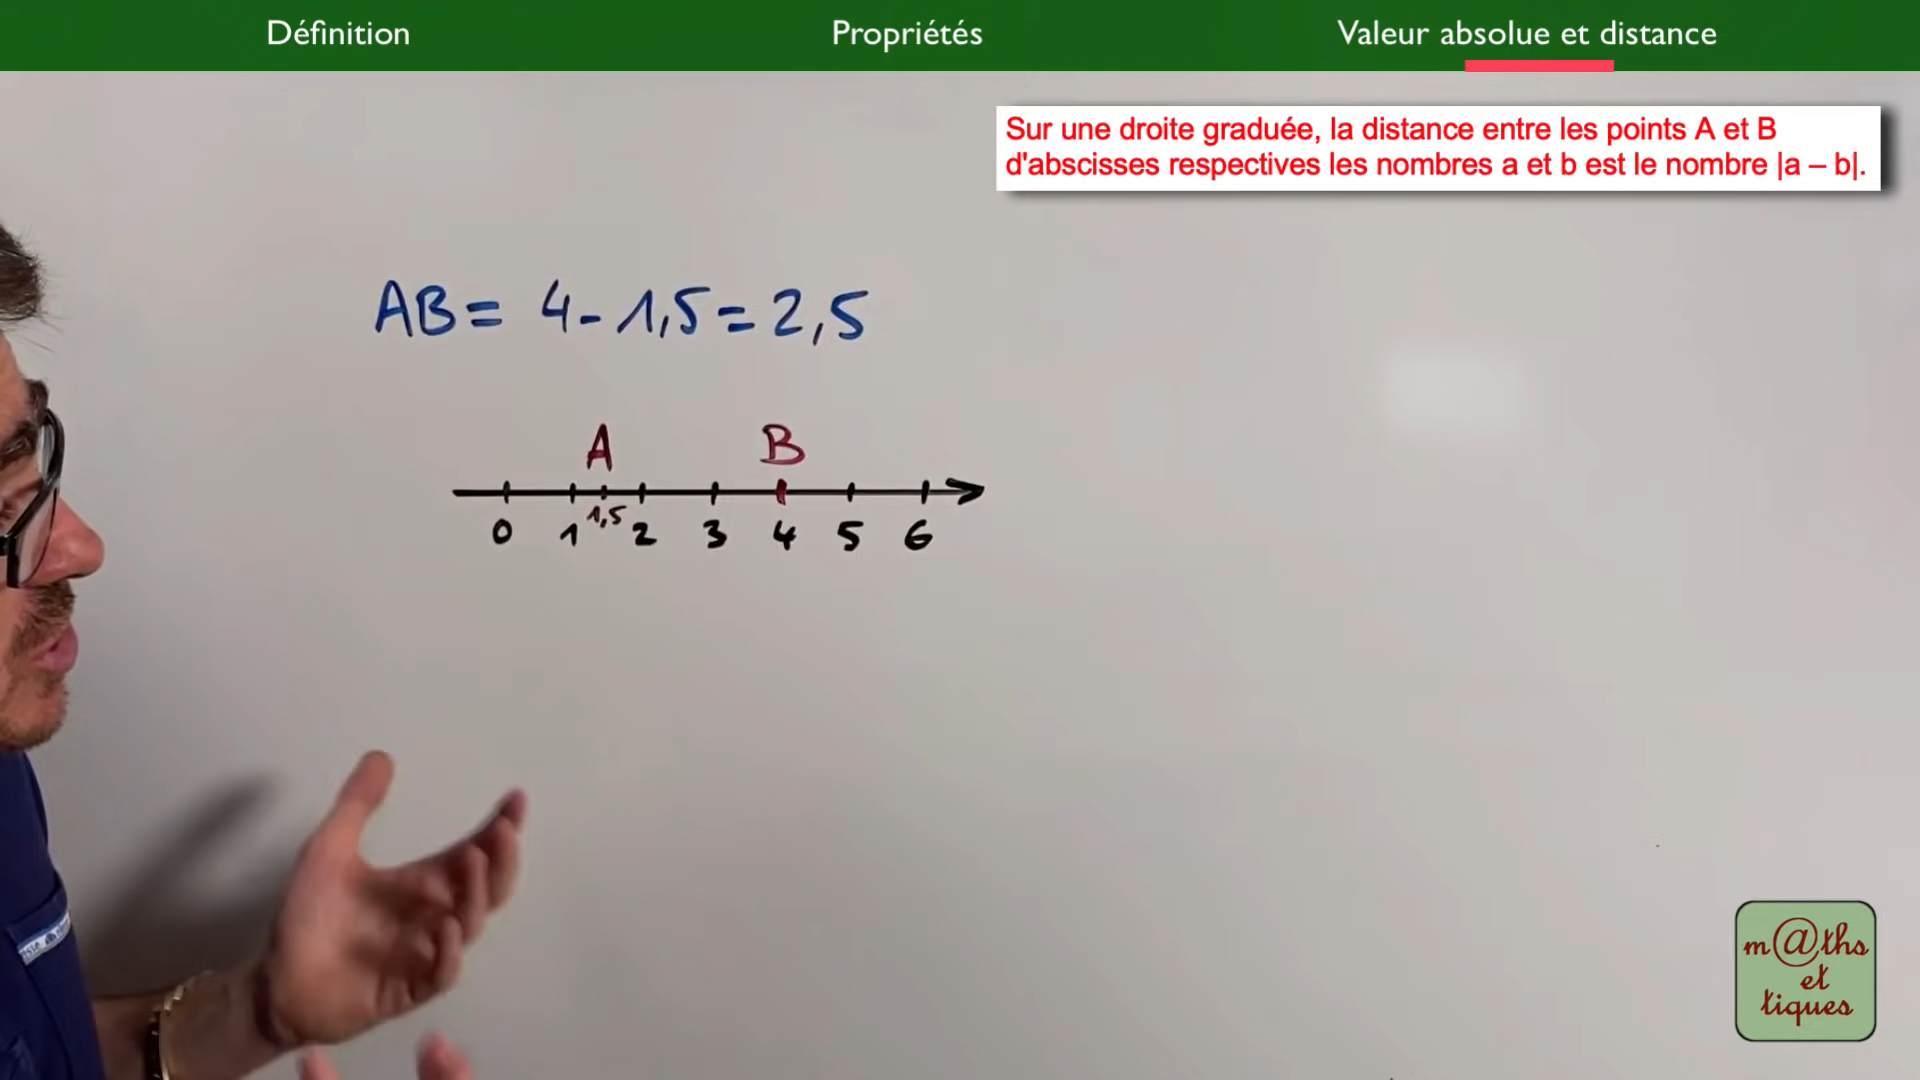 Définition
Propriétés
Valeur absolue et distance
Sur une droite graduée, la distance entre les points A et B
d'abscisses respectives les nombres a et b est le nombre |a – b|.
AB = 4 - 1,5 = 2,5
A B
0 1 1,5 2 3 4 5 6
m@ths
et
tiques